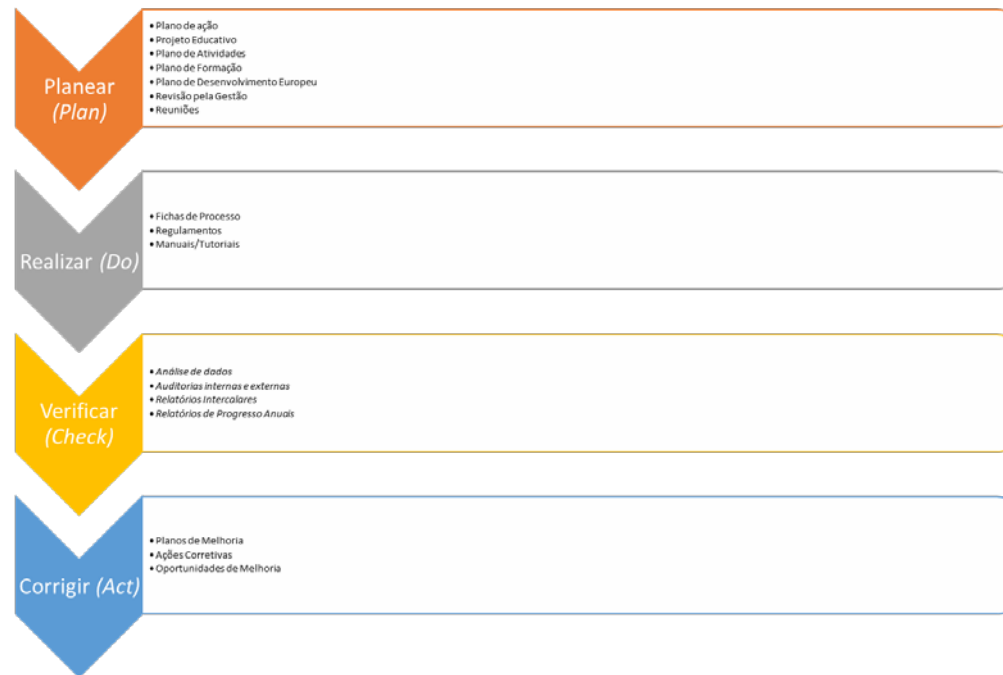 Planear
(Plan)
• Plano de ação
• Projeto Educativo
• Plano de Atividades
• Plano de Formação
• Plano de Desenvolvimento Europeu
• Revisão pela Gestão
• Reuniões
Realizar (Do)
• Fichas de Processo
• Regulamentos
• Manuais/Tutoriais
Verificar
(Check)
• Análise de dados
• Auditorias internas e externas
• Relatórios Intercalares
• Relatórios de Progresso Anuais
Corrigir (Act)
• Planos de Melhoria
• Ações Corretivas
• Oportunidades de Melhoria